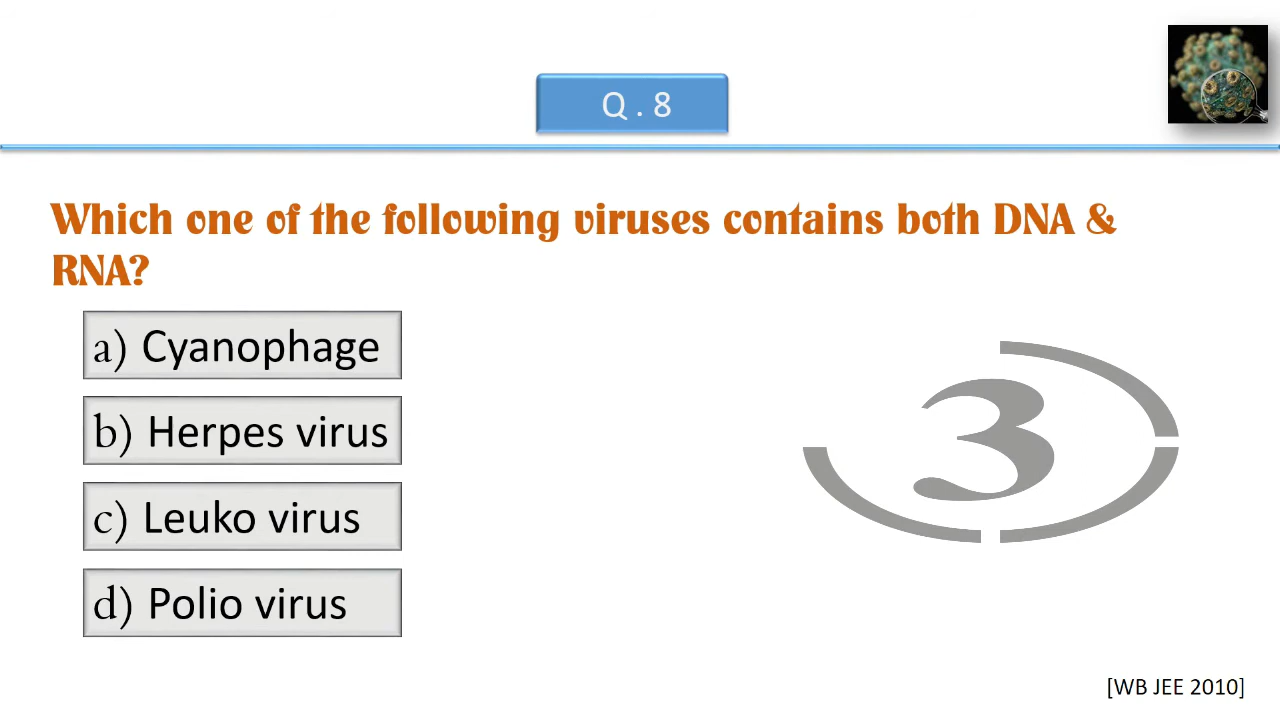 Q . 8
Which one of the following viruses contains both DNA &
RNA?
a) Cyanophage
b) Herpes virus
c) Leuko virus
d) Polio virus
3
[WB JEE 2010]